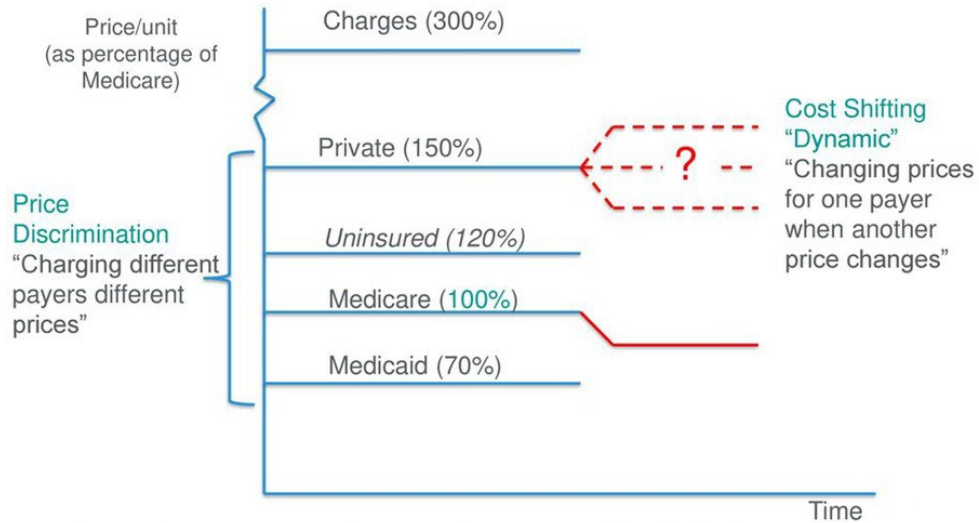 Price/unit
(as percentage of
Medicare)
Charges (300%)
Private (150%)
Uninsured (120%)
Medicare (100%)
Medicaid (70%)
Price
Discrimination
“Charging different
payers different
prices”
?
Cost Shifting
“Dynamic”
“Changing prices
for one payer
when another
price changes”
Time